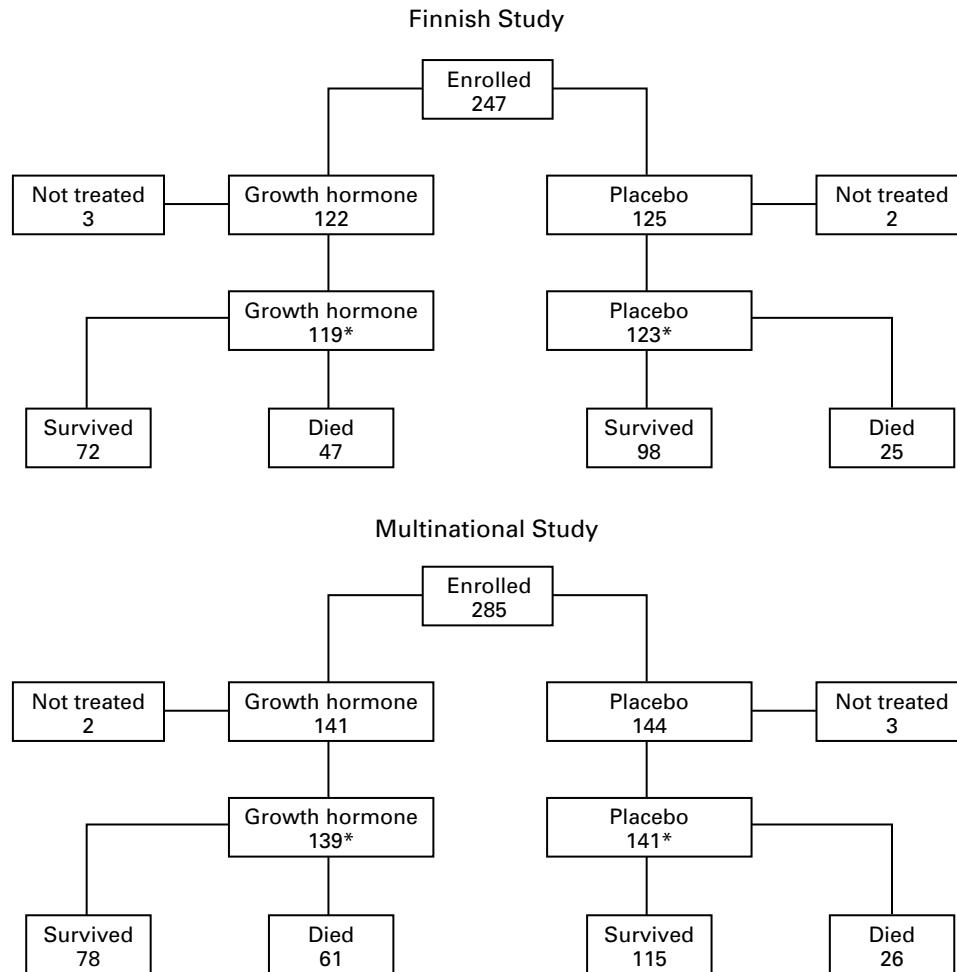 Finnish Study
Enrolled
247
Not treated
3
Growth hormone
122
Placebo
125
Not treated
2
Growth hormone
119*
Placebo
123*
Survived
72
Died
47
Survived
98
Died
25
Multinational Study
Enrolled
285
Not treated
2
Growth hormone
141
Placebo
144
Not treated
3
Growth hormone
139*
Placebo
141*
Survived
78
Died
61
Survived
115
Died
26